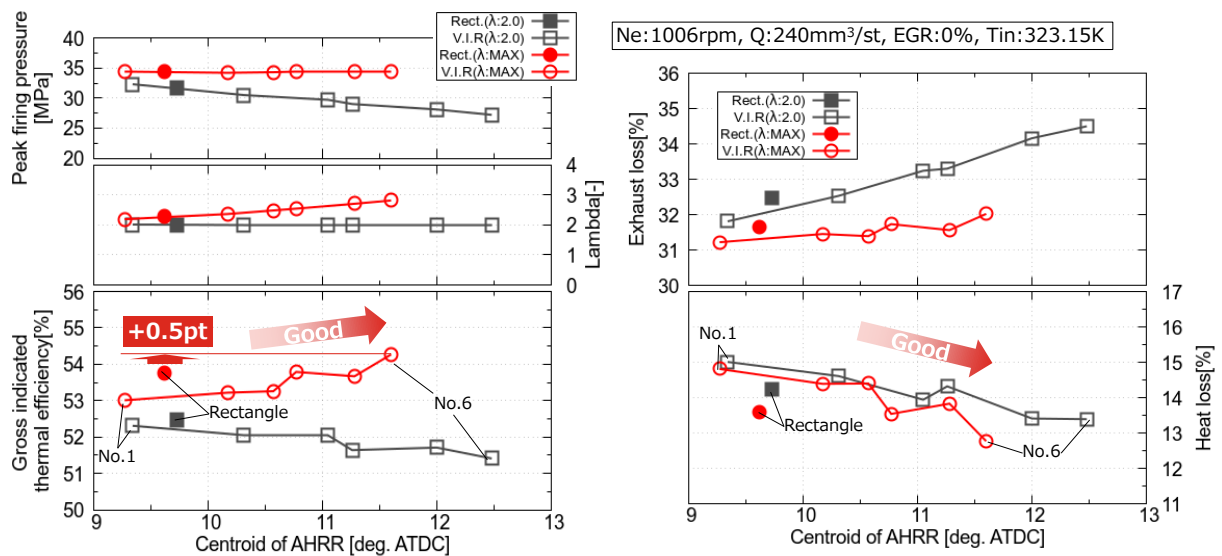 Rect.(λ:2.0)
V.I.R(λ:2.0)
Rect.(λ:MAX)
V.I.R(λ:MAX)
Peak firing pressure
[MPa]
40
35
30
25
20
Lambda[-]
4
3
2
1
0
Gross indicated
thermal efficiency[%]
56
55
54
53
52
51
50
+0.5pt
Good
Rectangle
No.1
No.6
9
10
11
12
13
Centroid of AHRR [deg. ATDC]
Ne:1006rpm, Q:240mm³/st, EGR:0%, Tin:323.15K
Rect.(λ:2.0)
V.I.R(λ:2.0)
Rect.(λ:MAX)
V.I.R(λ:MAX)
Exhaust loss[%]
36
35
34
33
32
31
30
Heat loss[%]
17
16
15
14
13
12
11
No.1
Good
Rectangle
No.6
9
10
11
12
13
Centroid of AHRR [deg. ATDC]